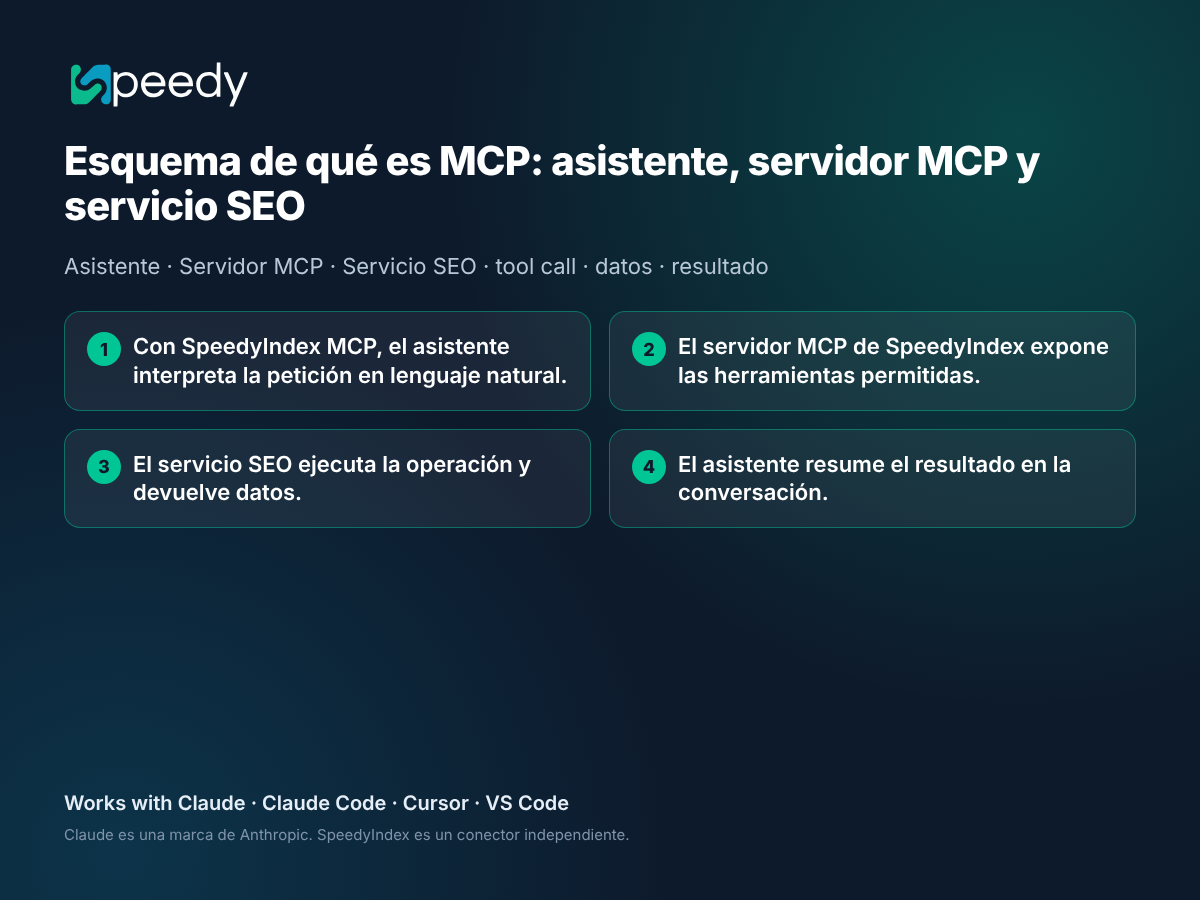 Speedy
Esquema de qué es MCP: asistente, servidor MCP y
servicio SEO
Asistente · Servidor MCP · Servicio SEO · tool call · datos · resultado
1
Con SpeedyIndex MCP, el asistente
interpreta la petición en lenguaje natural.
2
El servidor MCP de SpeedyIndex expone
las herramientas permitidas.
3
El servicio SEO ejecuta la operación y
devuelve datos.
4
El asistente resume el resultado en la
conversación.
Works with Claude · Claude Code · Cursor · VS Code
Claude es una marca de Anthropic. SpeedyIndex es un conector independiente.